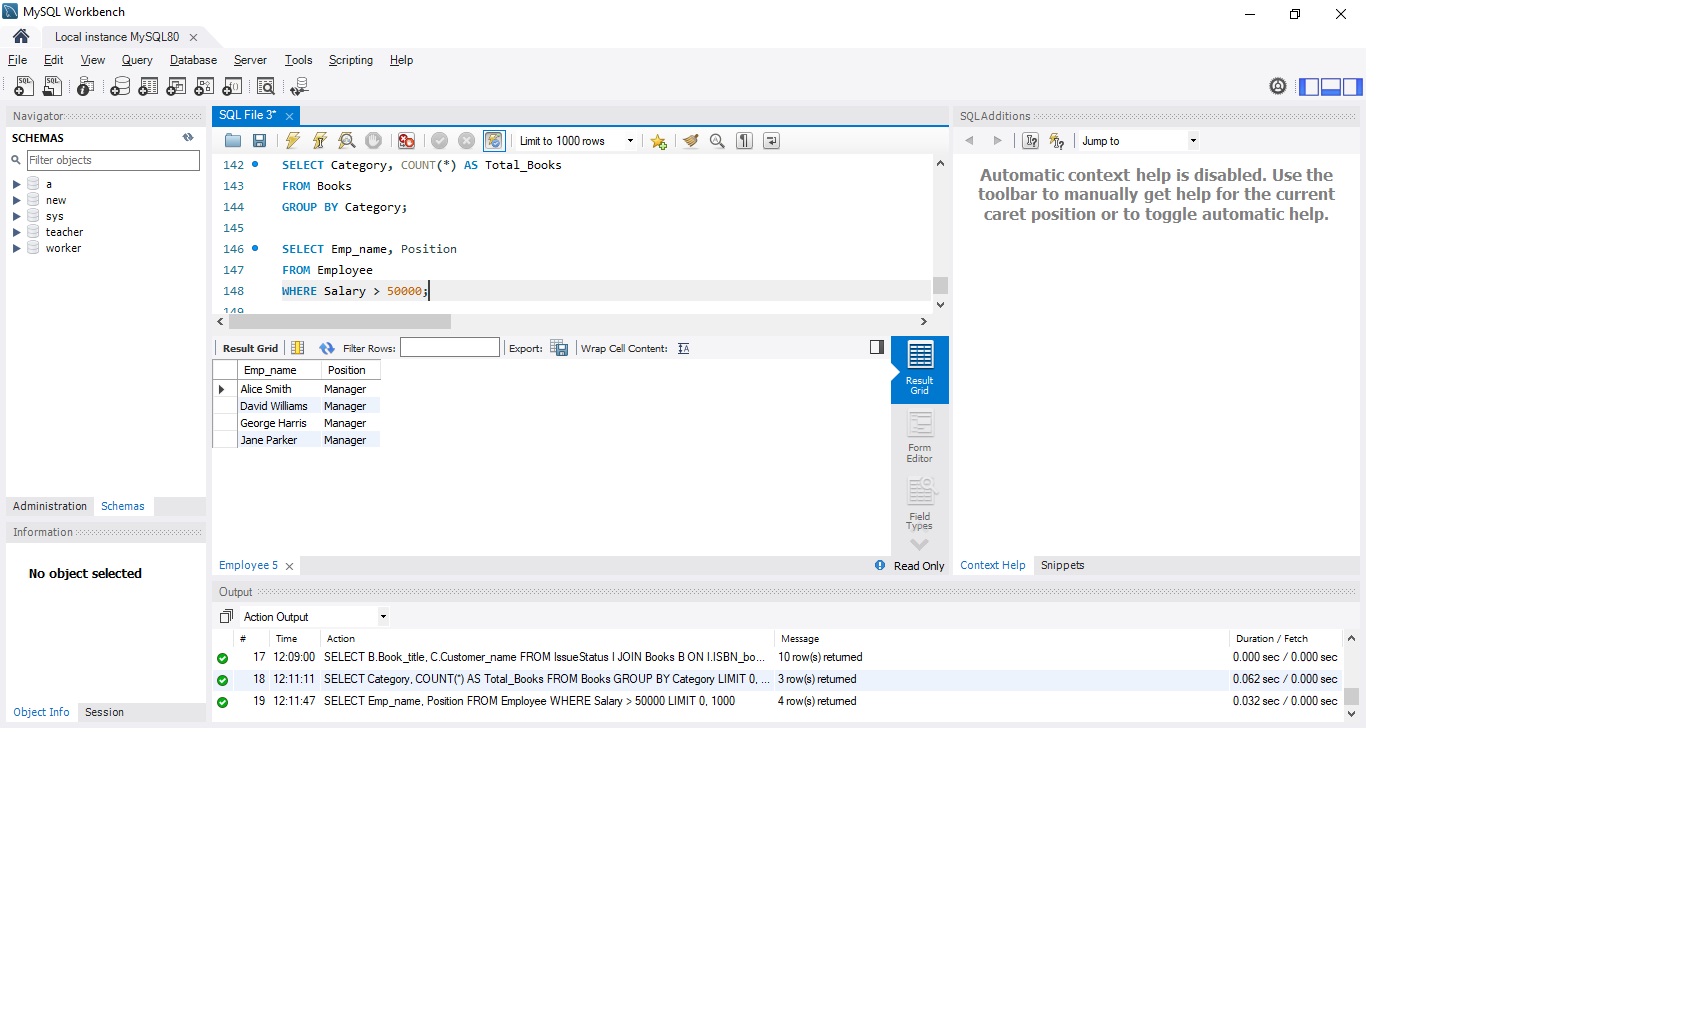 MySQL Workbench
Local instance MySQL80
File Edit View Query Database Server Tools Scripting Help
Navigator
SCHEMAS
Filter objects
a
new
sys
teacher
worker
Administration Schemas
Information
No object selected
Object Info Session
SQL File 3*
Limit to 1000 rows
142 SELECT Category, COUNT(*) AS Total_Books
143 FROM Books
144 GROUP BY Category;
145
146 SELECT Emp_name, Position
147 FROM Employee
148 WHERE Salary > 50000;
149
Result Grid Filter Rows: Export: Wrap Cell Content:
Emp_name Position
Alice Smith Manager
David Williams Manager
George Harris Manager
Jane Parker Manager
Result
Grid
Form
Editor
Field
Types
Employee 5 Read Only
SQLAdditions
Jump to
Automatic context help is disabled. Use the
toolbar to manually get help for the current
caret position or to toggle automatic help.
Context Help Snippets
Output
Action Output
# Time Action Message Duration / Fetch
17 12:09:00 SELECT B.Book_title, C.Customer_name FROM IssueStatus I JOIN Books B ON I.ISBN_bo... 10 row(s) returned 0.000 sec / 0.000 sec
18 12:11:11 SELECT Category, COUNT(*) AS Total_Books FROM Books GROUP BY Category LIMIT 0, ... 3 row(s) returned 0.062 sec / 0.000 sec
19 12:11:47 SELECT Emp_name, Position FROM Employee WHERE Salary > 50000 LIMIT 0, 1000 4 row(s) returned 0.032 sec / 0.000 sec